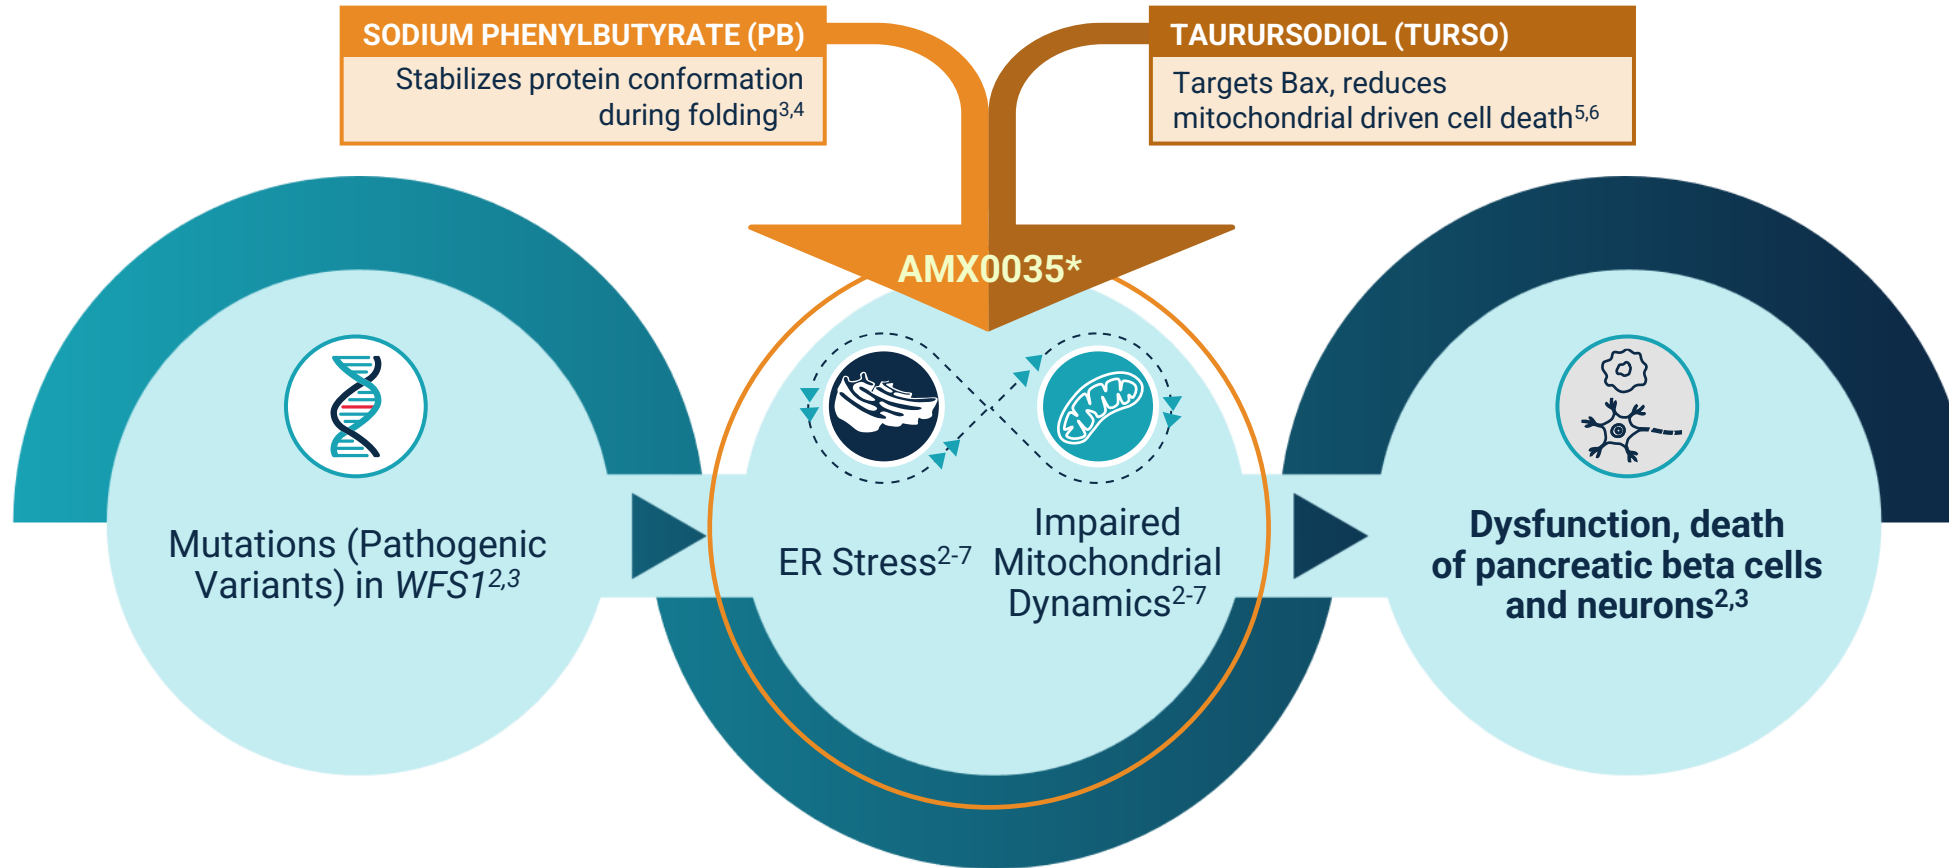 SODIUM PHENYLBUTYRATE (PB)
Stabilizes protein conformation
during folding3,4
TAURURSODIOL (TURSO)
Targets Bax, reduces
mitochondrial driven cell death5,6
AMX0035*
Mutations (Pathogenic
Variants) in WFS12,3
ER Stress2-7
Impaired
Mitochondrial
Dynamics2-7
Dysfunction, death
of pancreatic beta cells
and neurons2,3